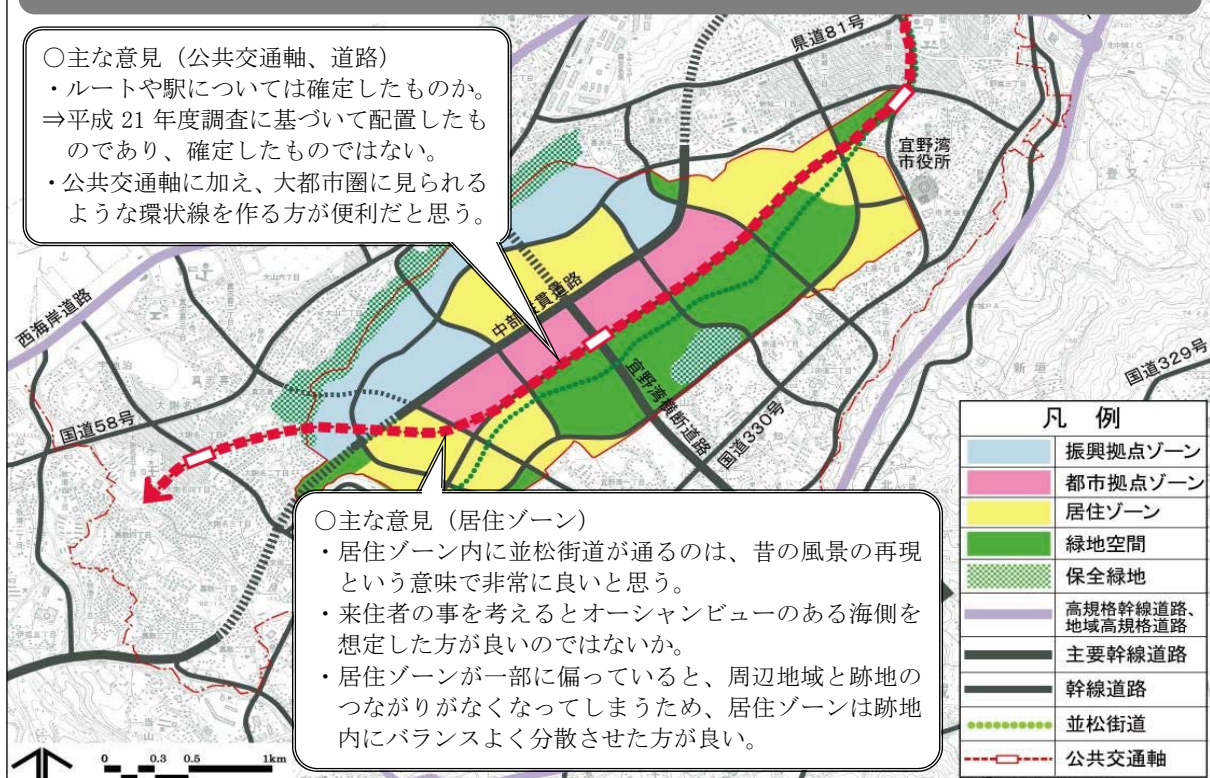 ○主な意見（公共交通軸、道路）
・ルートや駅については確定したものか。
⇒平成 21 年度調査に基づいて配置したも
のであり、確定したものではない。
・公共交通軸に加え、大都市圏に見られる
ような環状線を作る方が便利だと思う。
県道81号
宜野湾
市役所
西海岸道路
中部縦貫道路
宜野湾横断道路
国道58号
国道330号
国道329号
○主な意見（居住ゾーン）
・居住ゾーン内に並松街道が通るのは、昔の風景の再現
という意味で非常に良いと思う。
・来住者の事を考えるとオーシャンビューのある海側を
想定した方が良いのではないか。
・居住ゾーンが一部に偏っていると、周辺地域と跡地の
つながりがなくなってしまうため、居住ゾーンは跡地
内にバランスよく分散させた方が良い。
凡 例
振興拠点ゾーン
都市拠点ゾーン
居住ゾーン
緑地空間
保全緑地
高規格幹線道路、
地域高規格道路
主要幹線道路
幹線道路
並松街道
公共交通軸
0 0.3 0.5 1km